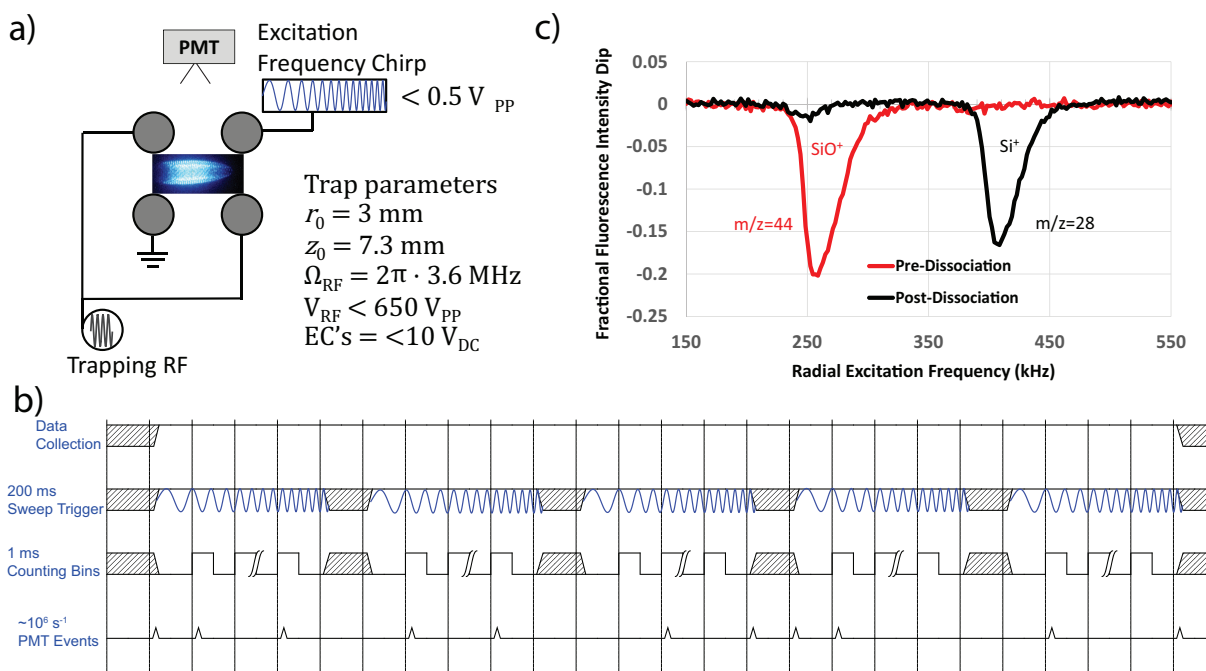 a)
PMT
Excitation
Frequency Chirp
< 0.5 V PP
Trap parameters
r0 = 3 mm
z0 = 7.3 mm
ΩRF = 2π · 3.6 MHz
VRF < 650 VPP
EC's = <10 VDC
Trapping RF
c)
Fractional Fluorescence Intensity Dip
0.05
0
-0.05
-0.1
-0.15
-0.2
-0.25
SiO⁺
Si⁺
m/z=44
m/z=28
Pre-Dissociation
Post-Dissociation
150
250
350
450
550
Radial Excitation Frequency (kHz)
b)
Data
Collection
200 ms
Sweep Trigger
1 ms
Counting Bins
~10⁶ s⁻¹
PMT Events